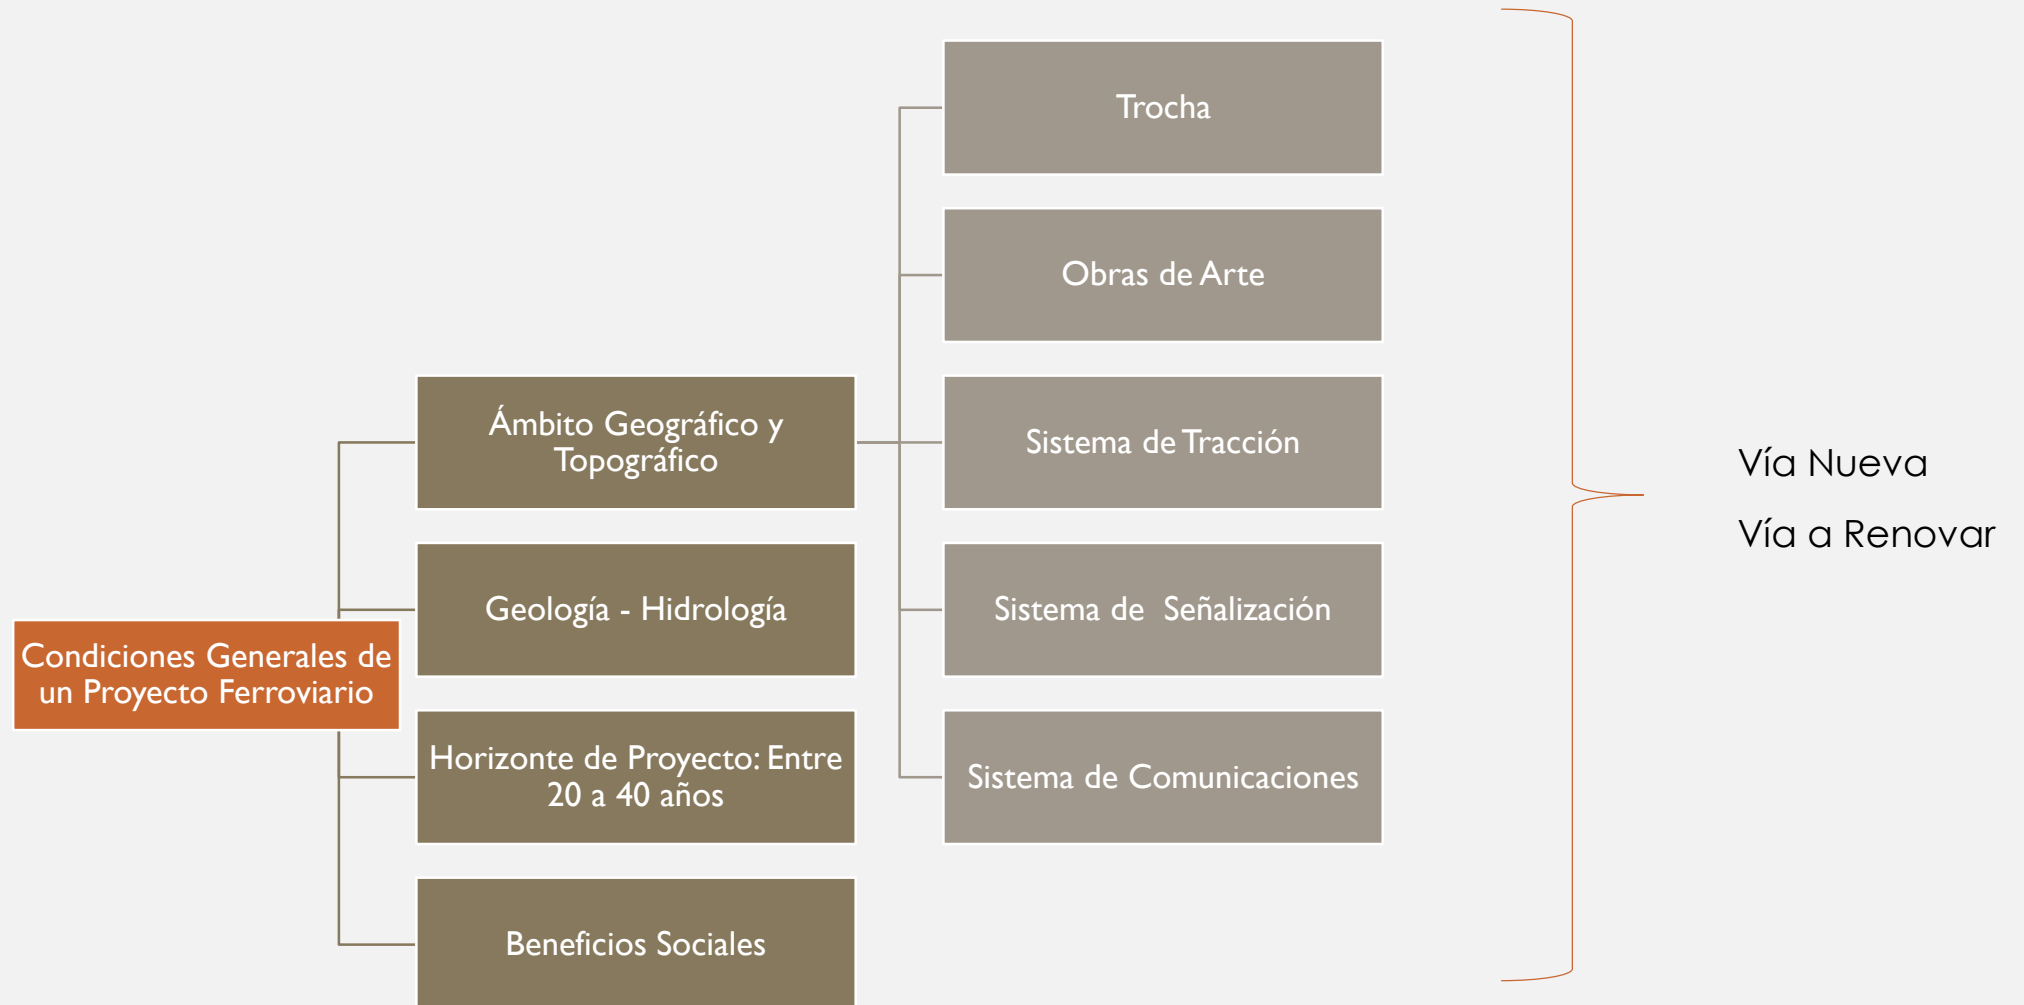 Condiciones Generales de
un Proyecto Ferroviario
Ámbito Geográfico y
Topográfico
Geología - Hidrología
Horizonte de Proyecto: Entre
20 a 40 años
Beneficios Sociales
Trocha
Obras de Arte
Sistema de Tracción
Sistema de Señalización
Sistema de Comunicaciones
Vía Nueva
Vía a Renovar